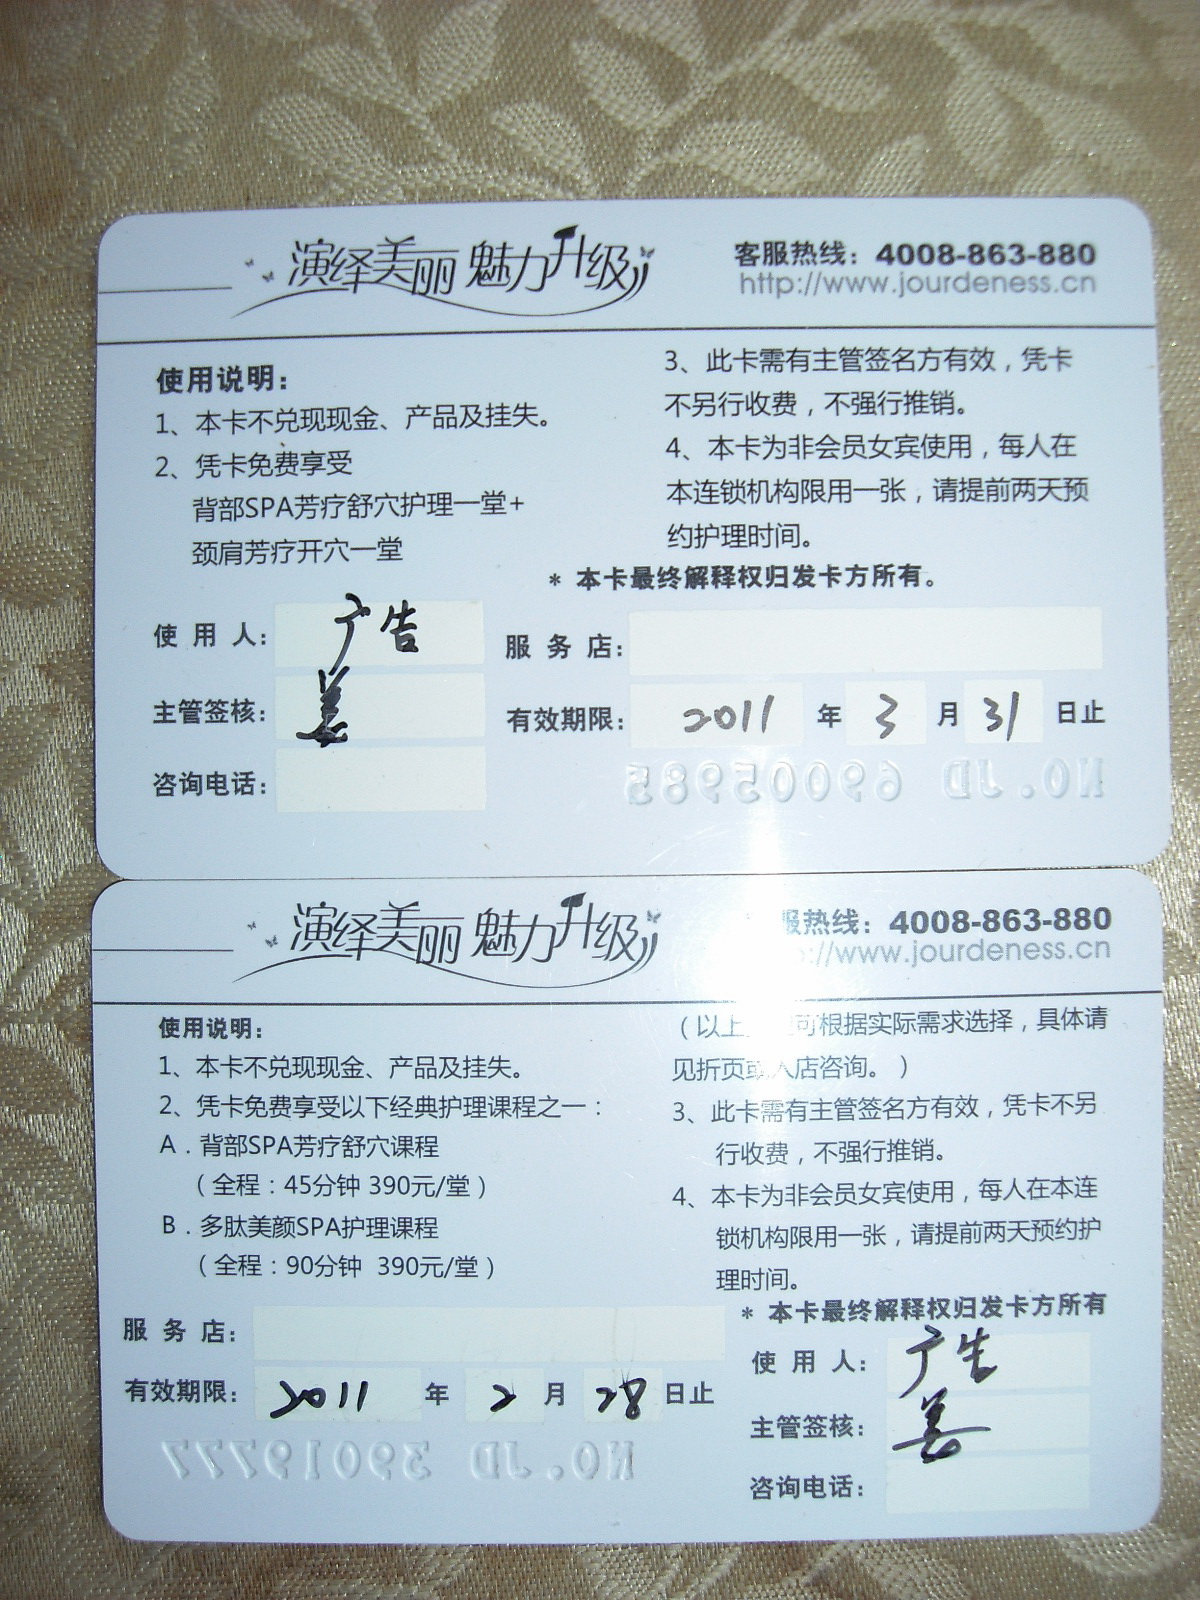 演绎美丽 魅力升级
客服热线：4008-863-880
http://www.jourdeness.cn
使用说明：
1、本卡不兑现现金、产品及挂失。
2、凭卡免费享受
背部SPA芳疗舒穴护理一堂+
颈肩芳疗开穴一堂
3、此卡需有主管签名方有效，凭卡
不另行收费，不强行推销。
4、本卡为非会员女宾使用，每人在
本连锁机构限用一张，请提前两天预
约护理时间。
* 本卡最终解释权归发卡方所有。
使 用 人： 广告
主管签核： 姜
咨询电话：
服 务 店：
有效期限： 2011 年 3 月 31 日止
NO.JD 69005985
演绎美丽 魅力升级
服热线：4008-863-880
://www.jourdeness.cn
使用说明：
1、本卡不兑现现金、产品及挂失。
2、凭卡免费享受以下经典护理课程之一：
A．背部SPA芳疗舒穴课程
（全程：45分钟 390元/堂）
B．多肽美颜SPA护理课程
（全程：90分钟 390元/堂）
（以上 可根据实际需求选择，具体请
见折页或入店咨询。）
3、此卡需有主管签名方有效，凭卡不另
行收费，不强行推销。
4、本卡为非会员女宾使用，每人在本连
锁机构限用一张，请提前两天预约护
理时间。
* 本卡最终解释权归发卡方所有
服 务 店：
有效期限： 2011 年 2 月 28 日止
NO.JD 39019777
使 用 人： 广告
主管签核： 姜
咨询电话：